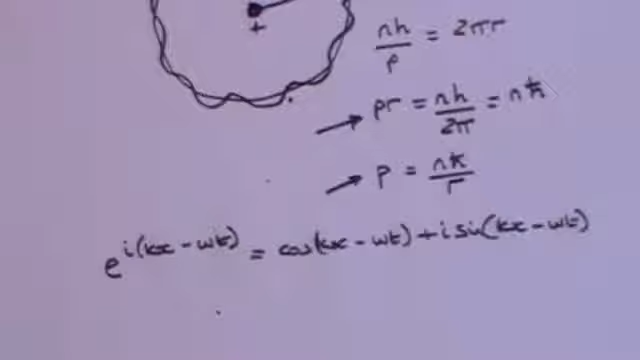 +
nh/p = 2πr
→ pr = nh/2π = nħ
→ p = nħ/r
e^{i(kx - ωt)} = cos(kx - ωt) + i sin(kx - ωt)